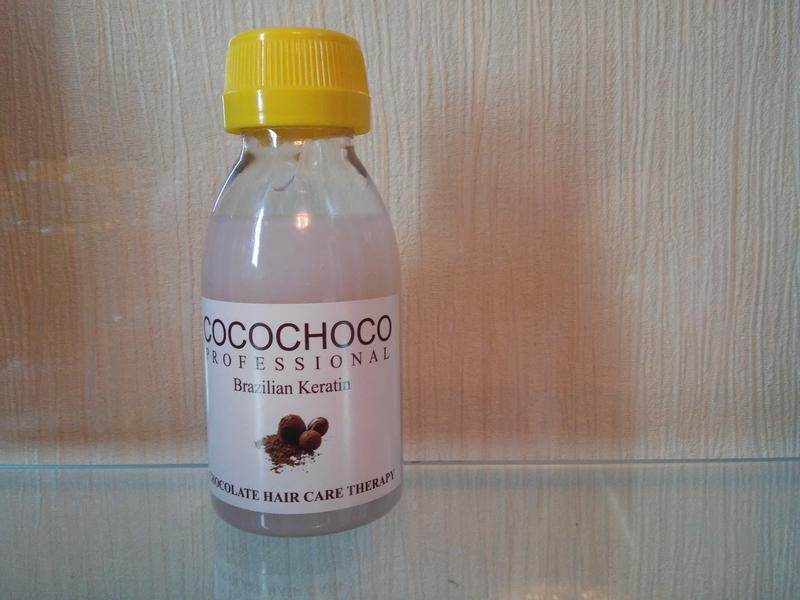 COCOCHOCO
PROFESSIONAL
Brazilian Keratin
CHOCOLATE HAIR CARE THERAPY